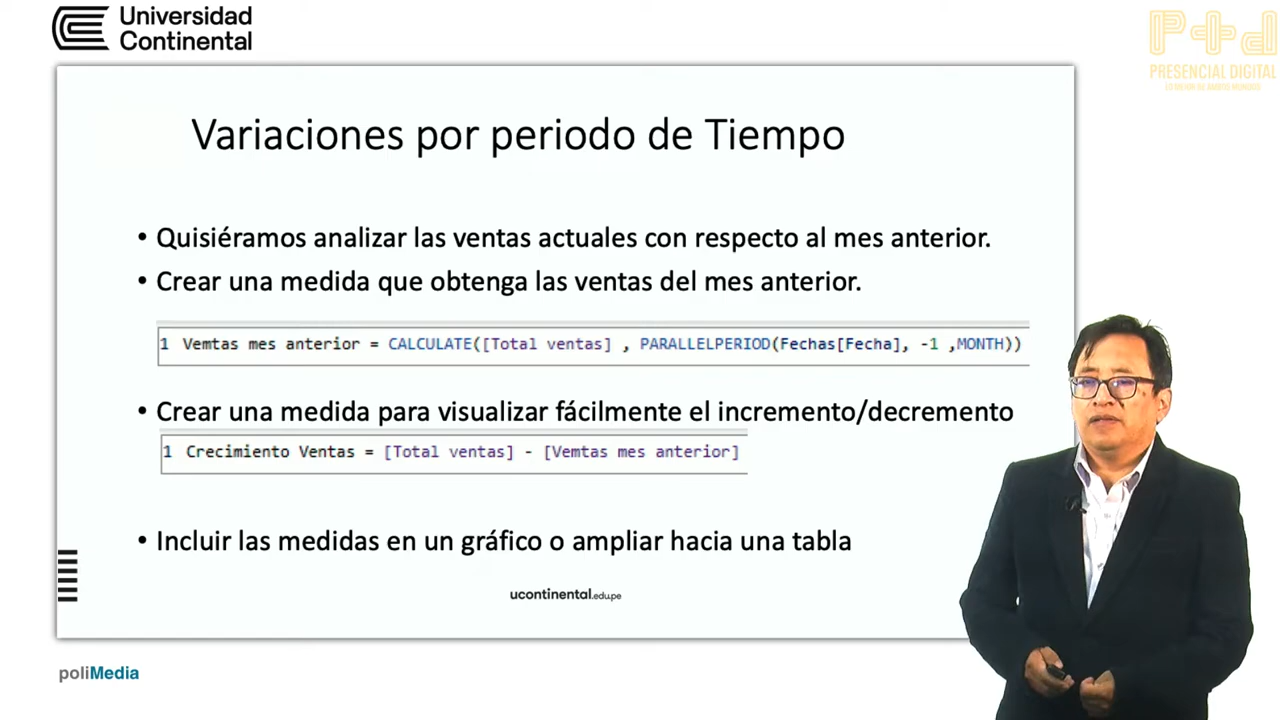 Universidad
Continental
P+d
PRESENCIAL DIGITAL
Variaciones por periodo de Tiempo
• Quisiéramos analizar las ventas actuales con respecto al mes anterior.
• Crear una medida que obtenga las ventas del mes anterior.
1 Vemtas mes anterior = CALCULATE([Total ventas] , PARALLELPERIOD(Fechas[Fecha], -1 ,MONTH))
• Crear una medida para visualizar fácilmente el incremento/decremento
1 Crecimiento Ventas = [Total ventas] - [Vemtas mes anterior]
• Incluir las medidas en un gráfico o ampliar hacia una tabla
ucontinental.edu.pe
poliMedia